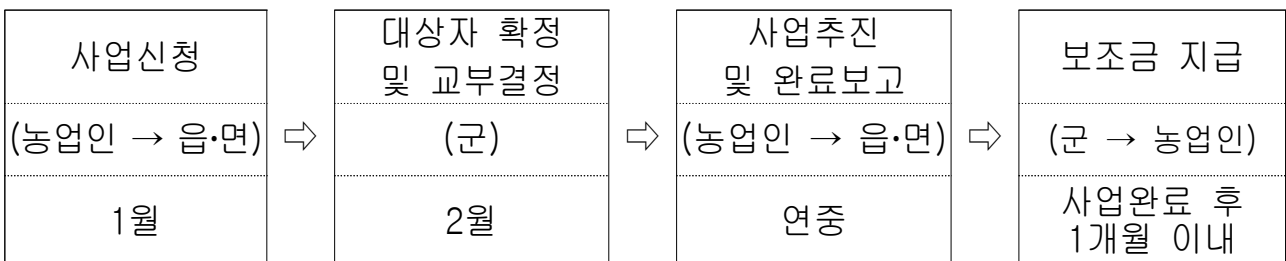 사업신청
(농업인 → 읍·면)
1월
⇨
대상자 확정
및 교부결정
(군)
2월
⇨
사업추진
및 완료보고
(농업인 → 읍·면)
연중
⇨
보조금 지급
(군 → 농업인)
사업완료 후
1개월 이내